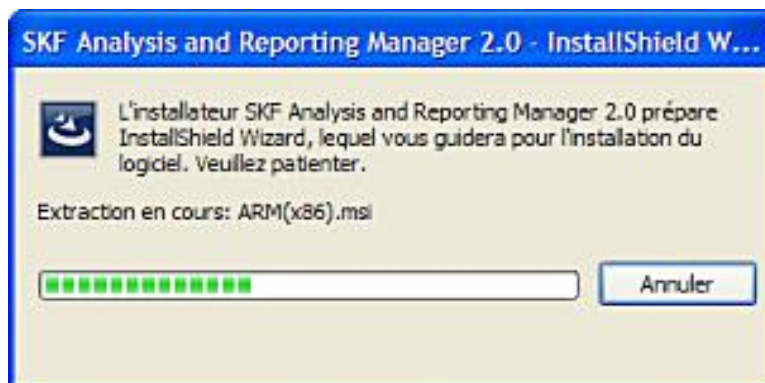 SKF Analysis and Reporting Manager 2.0 - InstallShield W...
L'installateur SKF Analysis and Reporting Manager 2.0 prépare
InstallShield Wizard, lequel vous guidera pour l'installation du
logiciel. Veuillez patienter.
Extraction en cours: ARM(x86).msi
Annuler